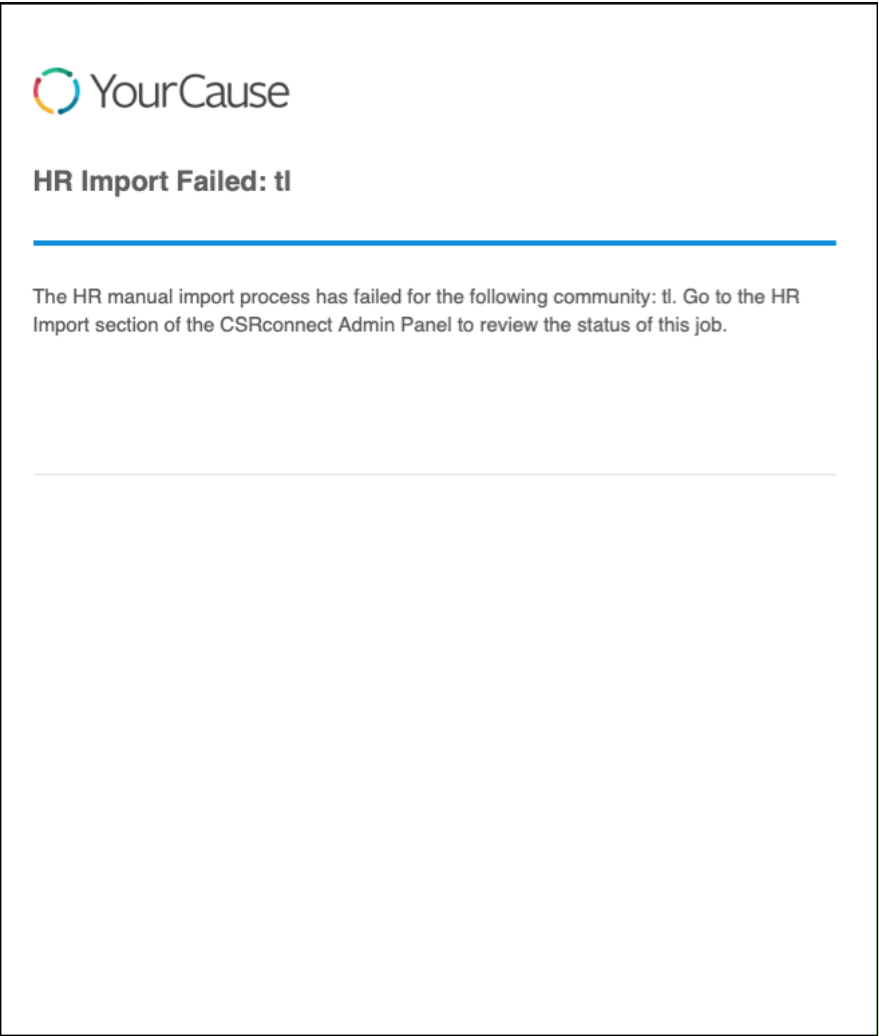 YourCause
HR Import Failed: tl
The HR manual import process has failed for the following community: tl. Go to the HR
Import section of the CSRconnect Admin Panel to review the status of this job.